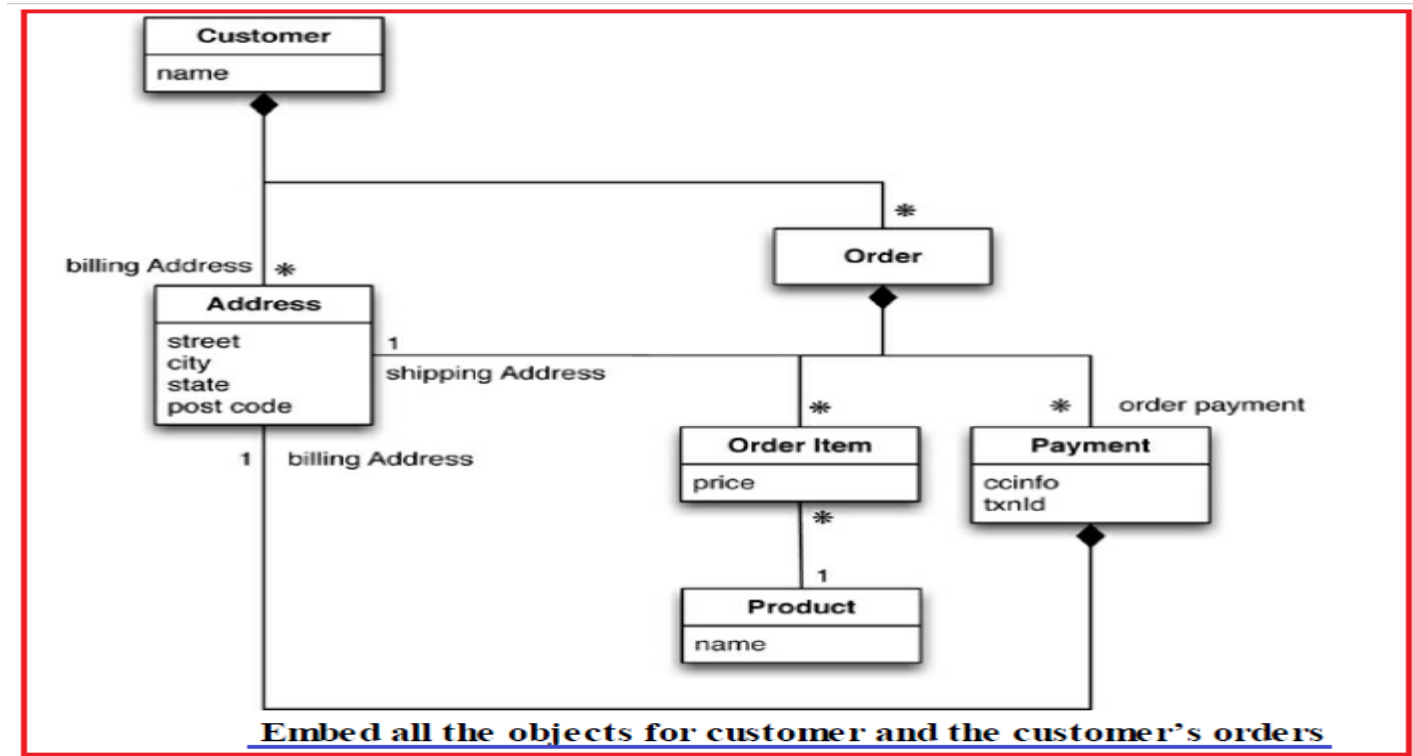 Customer
name
*
billing Address *
Order
Address
street
city
state
post code
1
shipping Address
*
* order payment
1 billing Address
Order Item
price
Payment
ccinfo
txnId
*
1
Product
name
Embed all the objects for customer and the customer’s orders